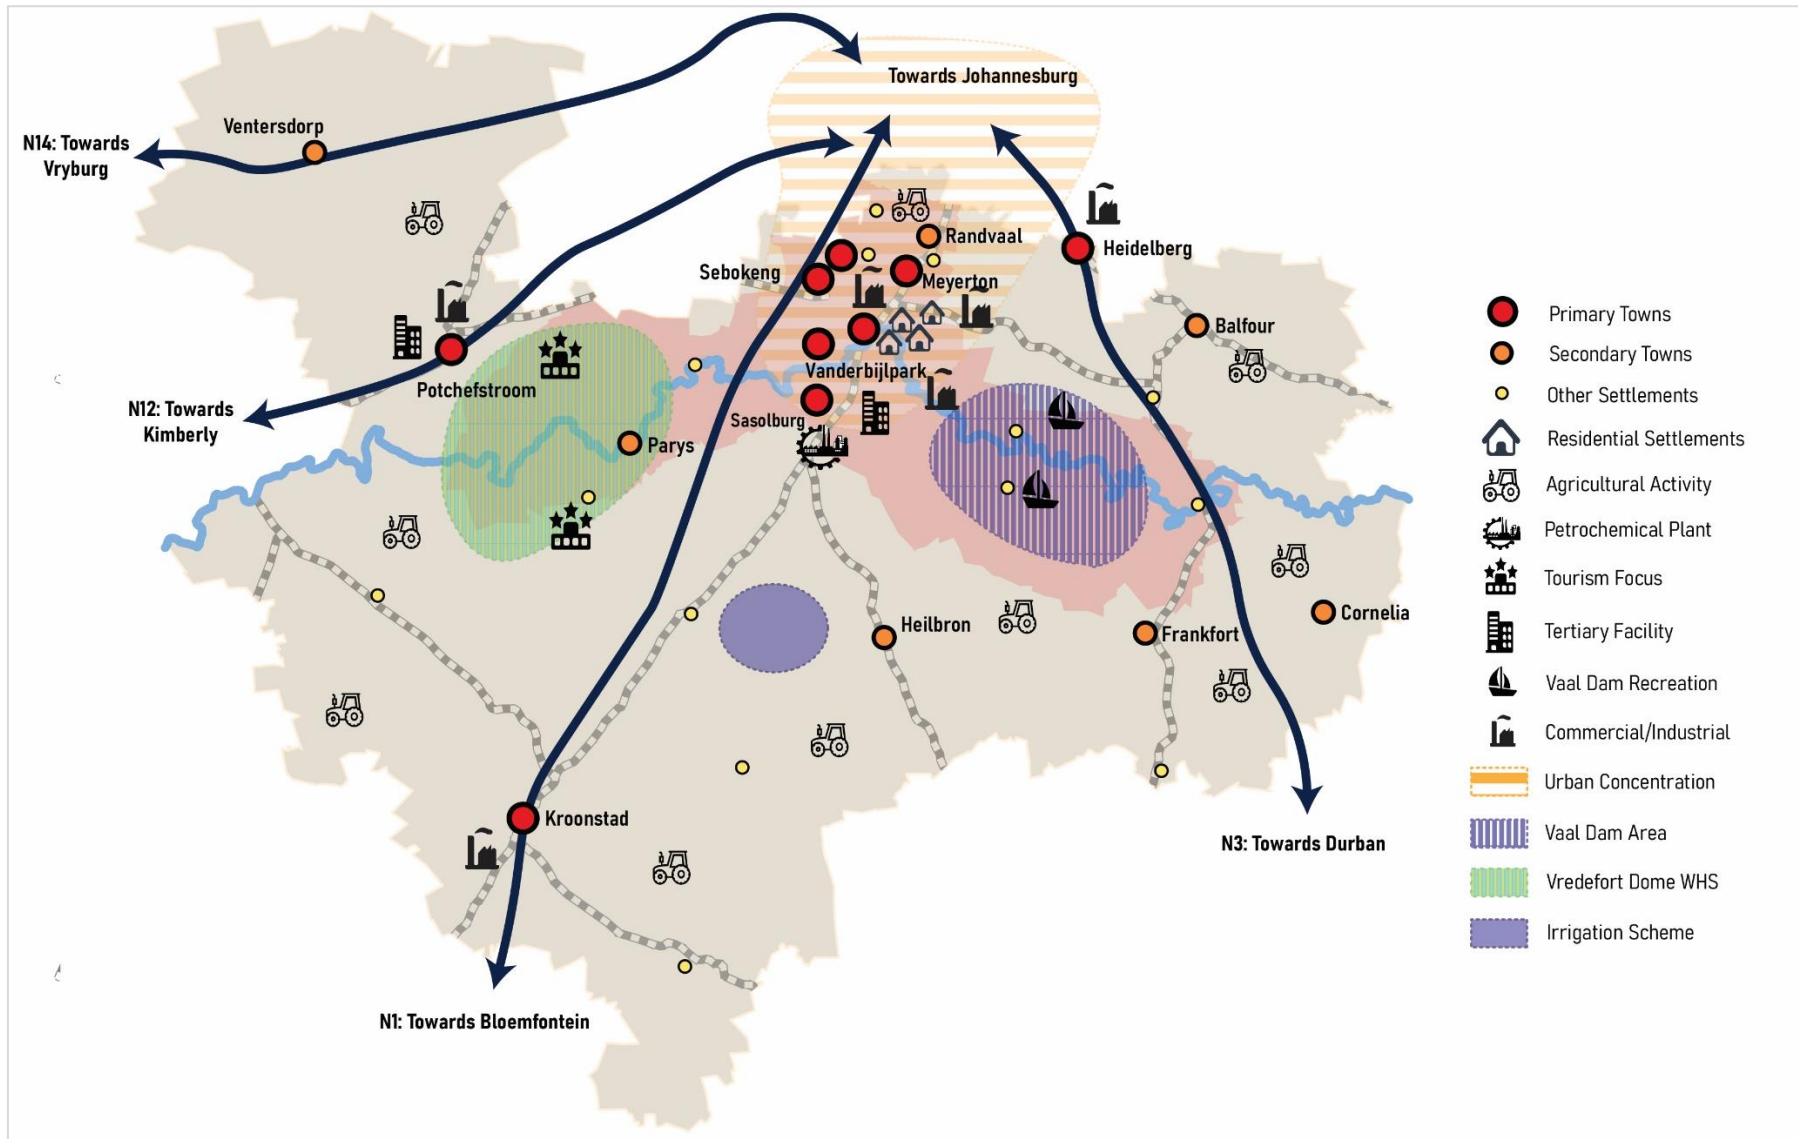 Towards Johannesburg
Ventersdorp
N14: Towards
Vryburg
Randvaal
Heidelberg
Sebokeng
Meyerton
Balfour
Vanderbijlpark
Potchefstroom
N12: Towards
Kimberly
Sasolburg
Parys
Cornelia
Heilbron
Frankfort
Kroonstad
N3: Towards Durban
N1: Towards Bloemfontein
Primary Towns
Secondary Towns
Other Settlements
Residential Settlements
Agricultural Activity
Petrochemical Plant
Tourism Focus
Tertiary Facility
Vaal Dam Recreation
Commercial/Industrial
Urban Concentration
Vaal Dam Area
Vredefort Dome WHS
Irrigation Scheme